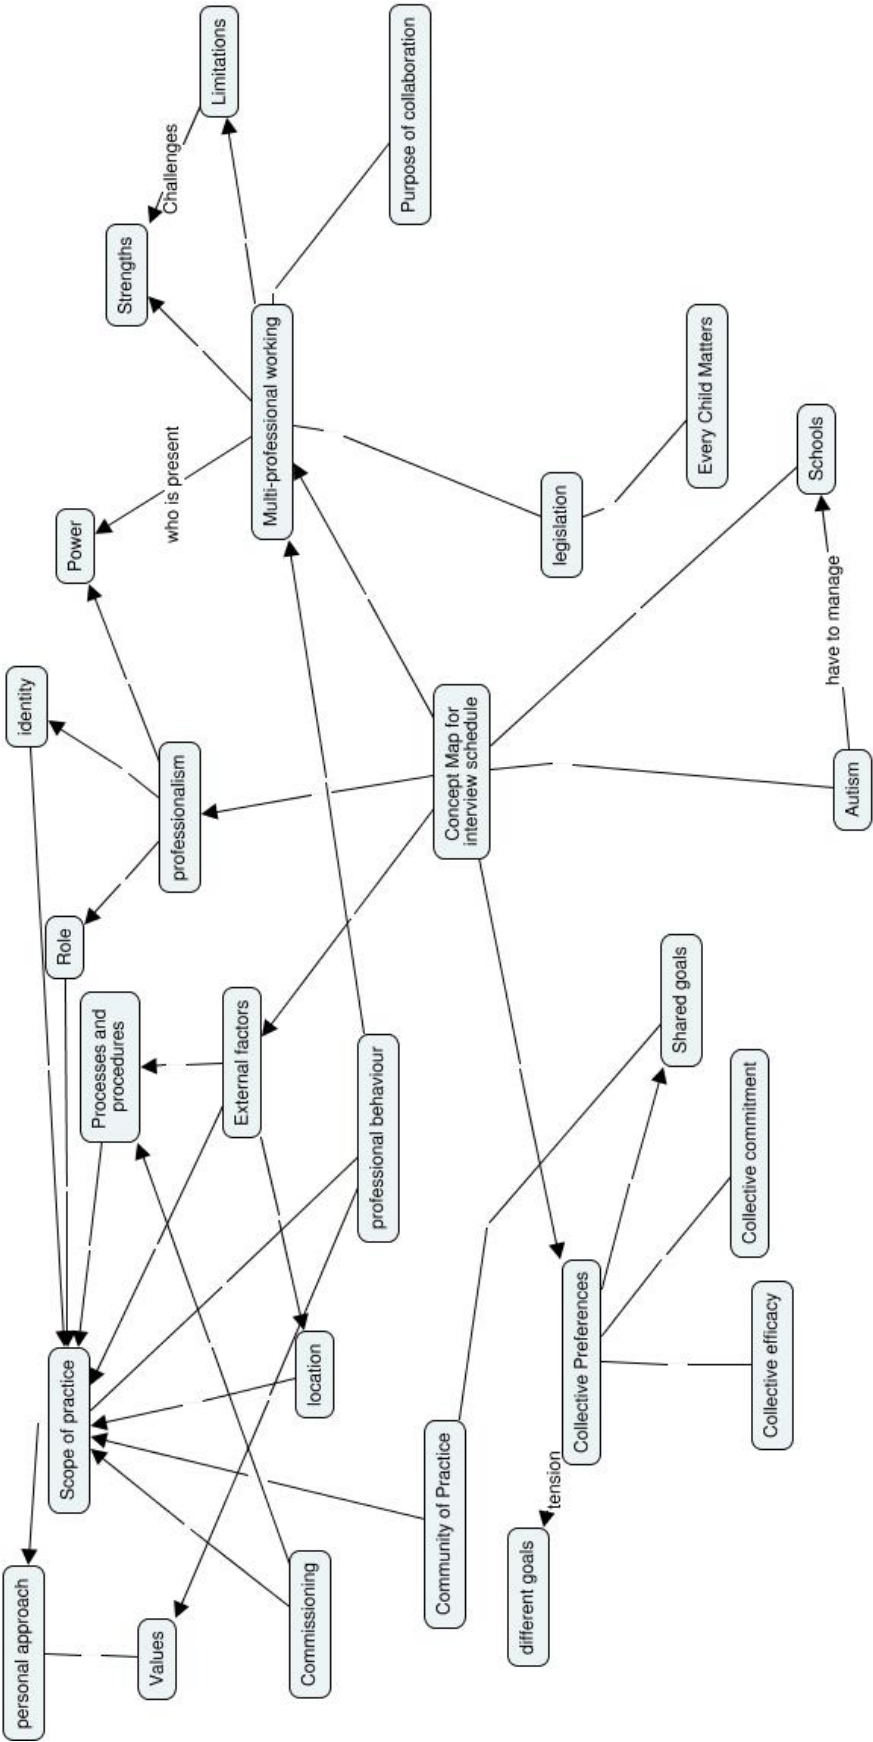 personal approach
Values
Commissioning
Scope of practice
location
Processes and
procedures
External factors
professional behaviour
Role
identity
professionalism
Power
who is present
Strengths
Challenges
Limitations
Multi-professional working
Purpose of collaboration
Concept Map for
interview schedule
legislation
Every Child Matters
Schools
have to manage
Autism
Community of Practice
different goals
tension
Collective Preferences
Shared goals
Collective commitment
Collective efficacy